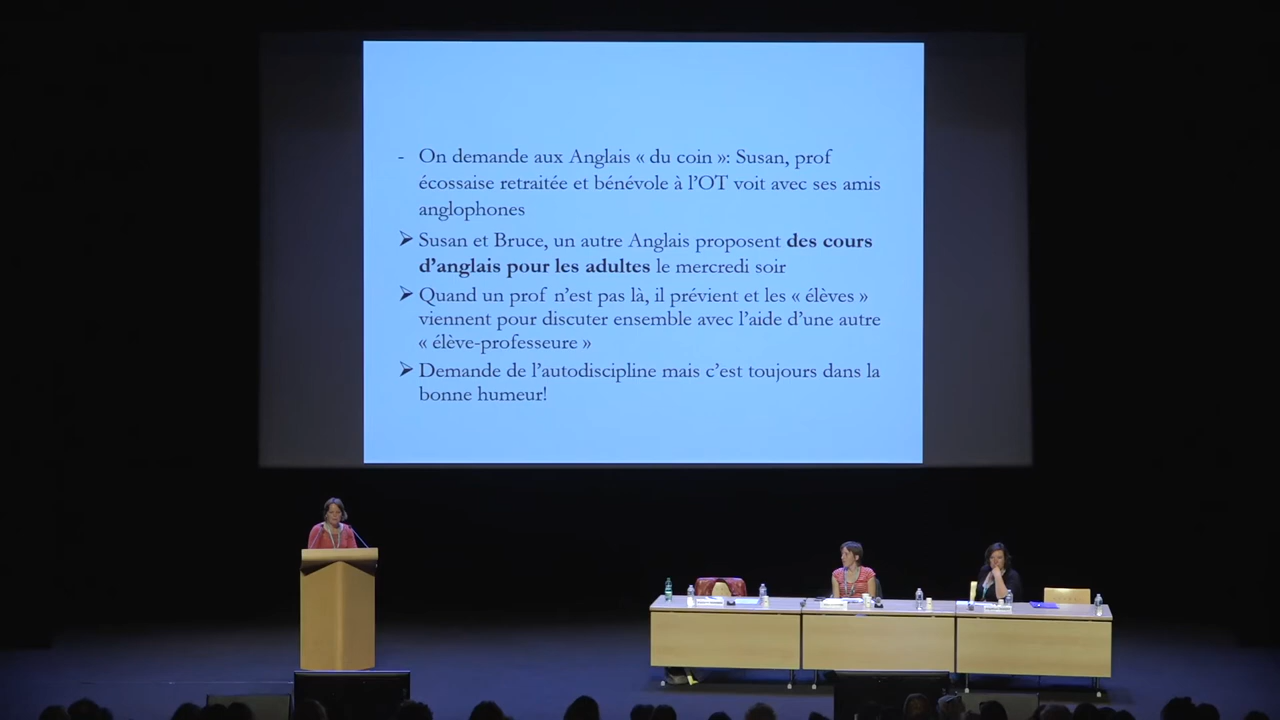 - On demande aux Anglais « du coin »: Susan, prof
écossaise retraitée et bénévole à l’OT voit avec ses amis
anglophones
➢ Susan et Bruce, un autre Anglais proposent des cours
d’anglais pour les adultes le mercredi soir
➢ Quand un prof n’est pas là, il prévient et les « élèves »
viennent pour discuter ensemble avec l’aide d’une autre
« élève-professeure »
➢ Demande de l’autodiscipline mais c’est toujours dans la
bonne humeur!